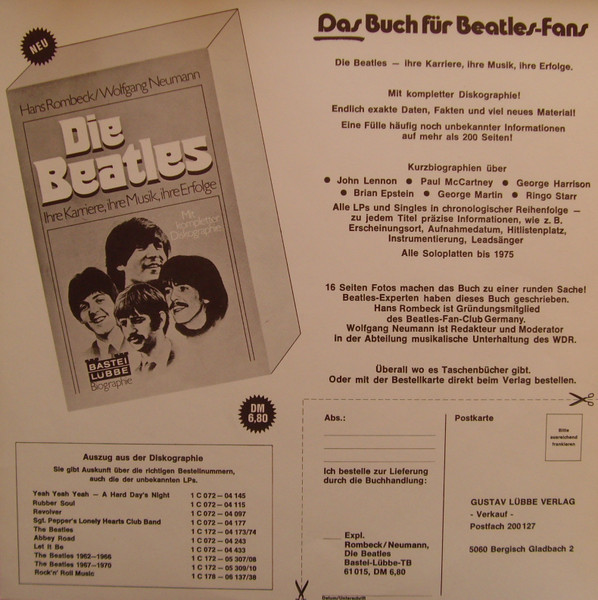 NEU
Hans Rombeck/Wolfgang Neumann
Die
Beatles
Ihre Karriere, ihre Musik, ihre Erfolge
Mit
kompletter
Diskographie
BASTEI
LÜBBE
Biographie
DM
6,80
Das Buch für Beatles-Fans
Die Beatles — ihre Karriere, ihre Musik, ihre Erfolge.
Mit kompletter Diskographie!
Endlich exakte Daten, Fakten und viel neues Material!
Eine Fülle häufig noch unbekannter Informationen
auf mehr als 200 Seiten!
Kurzbiographien über
● John Lennon ● Paul McCartney ● George Harrison
● Brian Epstein ● George Martin ● Ringo Starr
Alle LPs und Singles in chronologischer Reihenfolge —
zu jedem Titel präzise Informationen, wie z. B.
Erscheinungsort, Aufnahmedatum, Hitlistenplatz,
Instrumentierung, Leadsänger
Alle Soloplatten bis 1975
16 Seiten Fotos machen das Buch zu einer runden Sache!
Beatles-Experten haben dieses Buch geschrieben.
Hans Rombeck ist Gründungsmitglied
des Beatles-Fan-Club Germany.
Wolfgang Neumann ist Redakteur und Moderator
in der Abteilung musikalische Unterhaltung des WDR.
Überall wo es Taschenbücher gibt.
Oder mit der Bestellkarte direkt beim Verlag bestellen.
Auszug aus der Diskographie
Sie gibt Auskunft über die richtigen Bestellnummern,
auch die der unbekannten LPs.
Yeah Yeah Yeah — A Hard Day's Night 1 C 072 — 04 145
Rubber Soul 1 C 072 — 04 115
Revolver 1 C 072 — 04 097
Sgt. Pepper's Lonely Hearts Club Band 1 C 072 — 04 177
The Beatles 1 C 172 — 04 173/74
Abbey Road 1 C 072 — 04 243
Let It Be 1 C 072 — 04 433
The Beatles 1962—1966 1 C 172 — 05 307/08
The Beatles 1967—1970 1 C 172 — 05 309/10
Rock'n' Roll Music 1 C 178 — 06 137/38
Abs.:
Ich bestelle zur Lieferung
durch die Buchhandlung:
Expl.
Rombeck/Neumann,
Die Beatles
Bastei-Lübbe-TB
61 015, DM 6,80
Datum/Unterschrift
Postkarte
Bitte
ausreichend
frankieren
GUSTAV LÜBBE VERLAG
- Verkauf -
Postfach 200 127
5060 Bergisch Gladbach 2